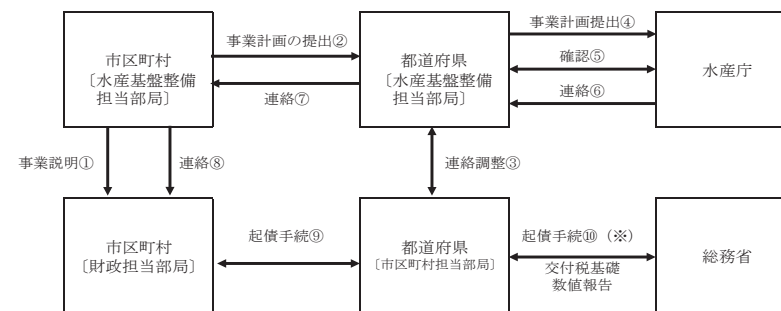 市区町村
〔水産基盤整備
担当部局〕
事業計画の提出②
連絡⑦
都道府県
〔水産基盤整備
担当部局〕
事業計画提出④
確認⑤
連絡⑥
水産庁
事業説明①
連絡⑧
連絡調整③
市区町村
〔財政担当部局〕
起債手続⑨
都道府県
〔市区町村担当部局〕
起債手続⑩（※）
交付税基礎
数値報告
総務省